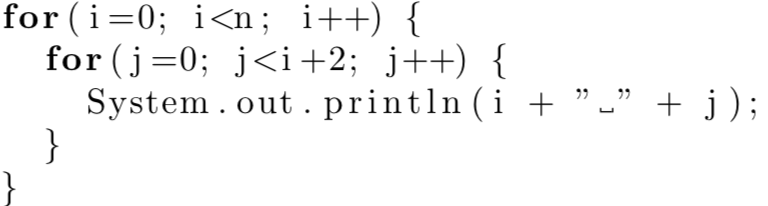 for(i=0; i<n; i++) {
for(j=0; j<i+2; j++) {
System.out.println(i + ”␣” + j);
}
}